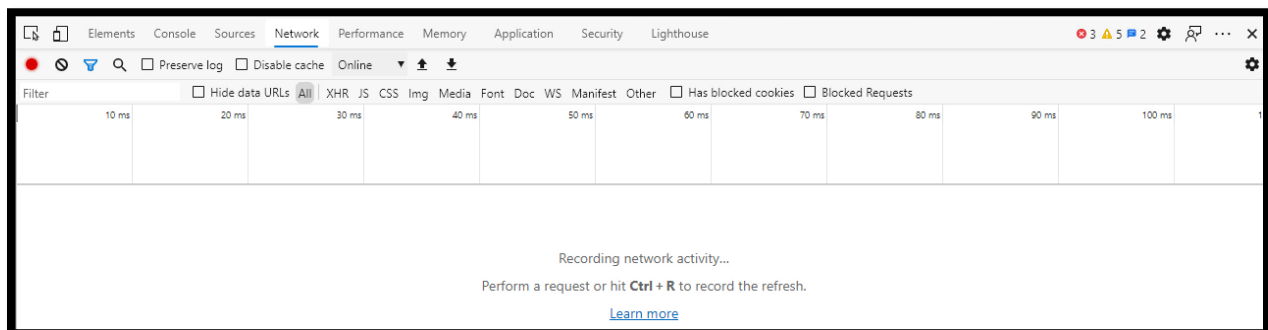 Elements Console Sources Network Performance Memory Application Security Lighthouse 3 5 2
Preserve log Disable cache Online
Filter Hide data URLs All XHR JS CSS Img Media Font Doc WS Manifest Other Has blocked cookies Blocked Requests
10 ms 20 ms 30 ms 40 ms 50 ms 60 ms 70 ms 80 ms 90 ms 100 ms 1
Recording network activity...
Perform a request or hit Ctrl + R to record the refresh.
Learn more